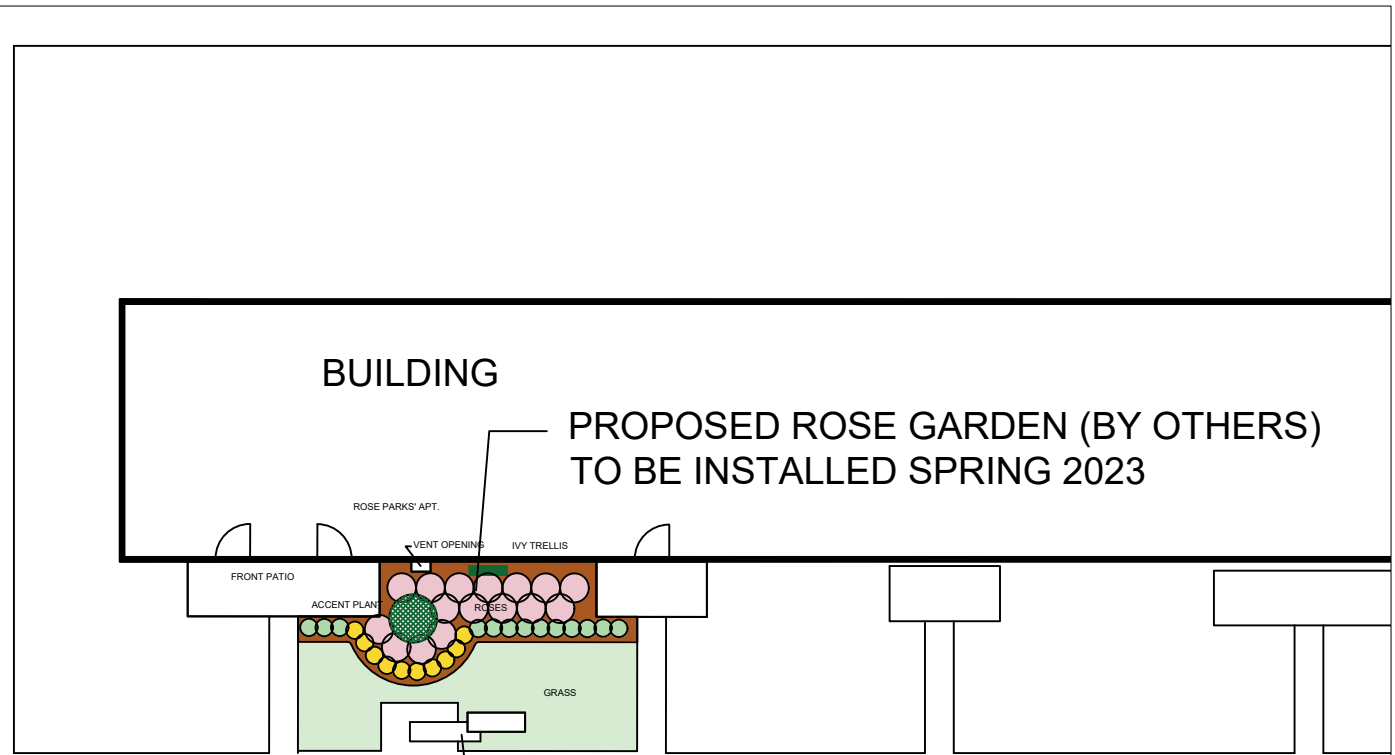 BUILDING
PROPOSED ROSE GARDEN (BY OTHERS)
TO BE INSTALLED SPRING 2023
ROSE PARKS' APT.
VENT OPENING
IVY TRELLIS
FRONT PATIO
ACCENT PLANT
ROSES
GRASS